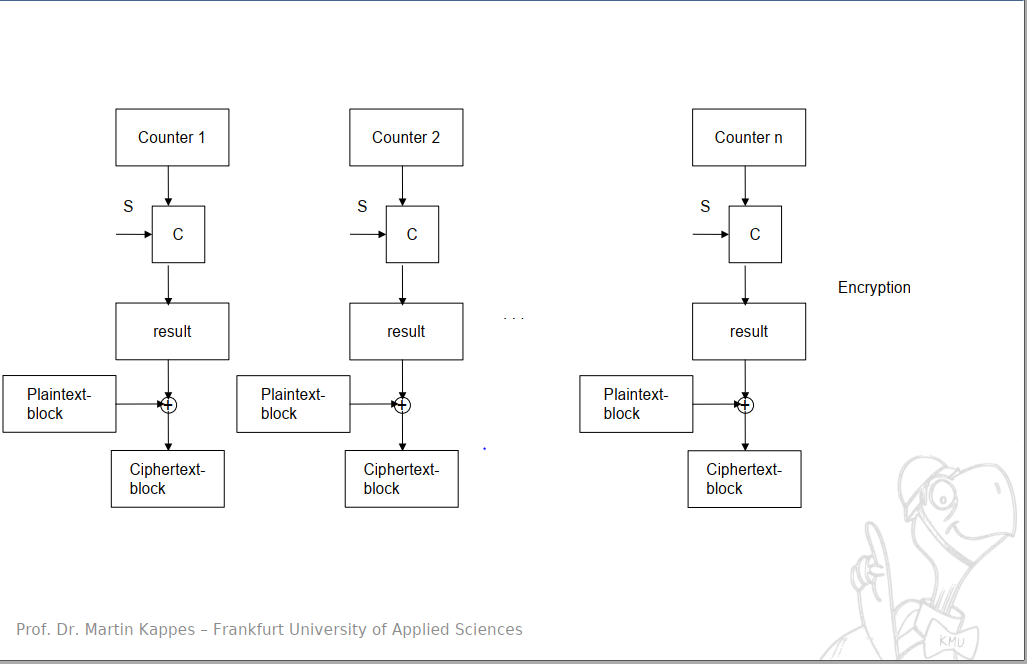 Counter 1
Counter 2
Counter n
S
S
S
C
C
C
Encryption
result
result
. . .
result
Plaintext-
block
Plaintext-
block
Plaintext-
block
Ciphertext-
block
Ciphertext-
block
Ciphertext-
block
Prof. Dr. Martin Kappes – Frankfurt University of Applied Sciences
KMU